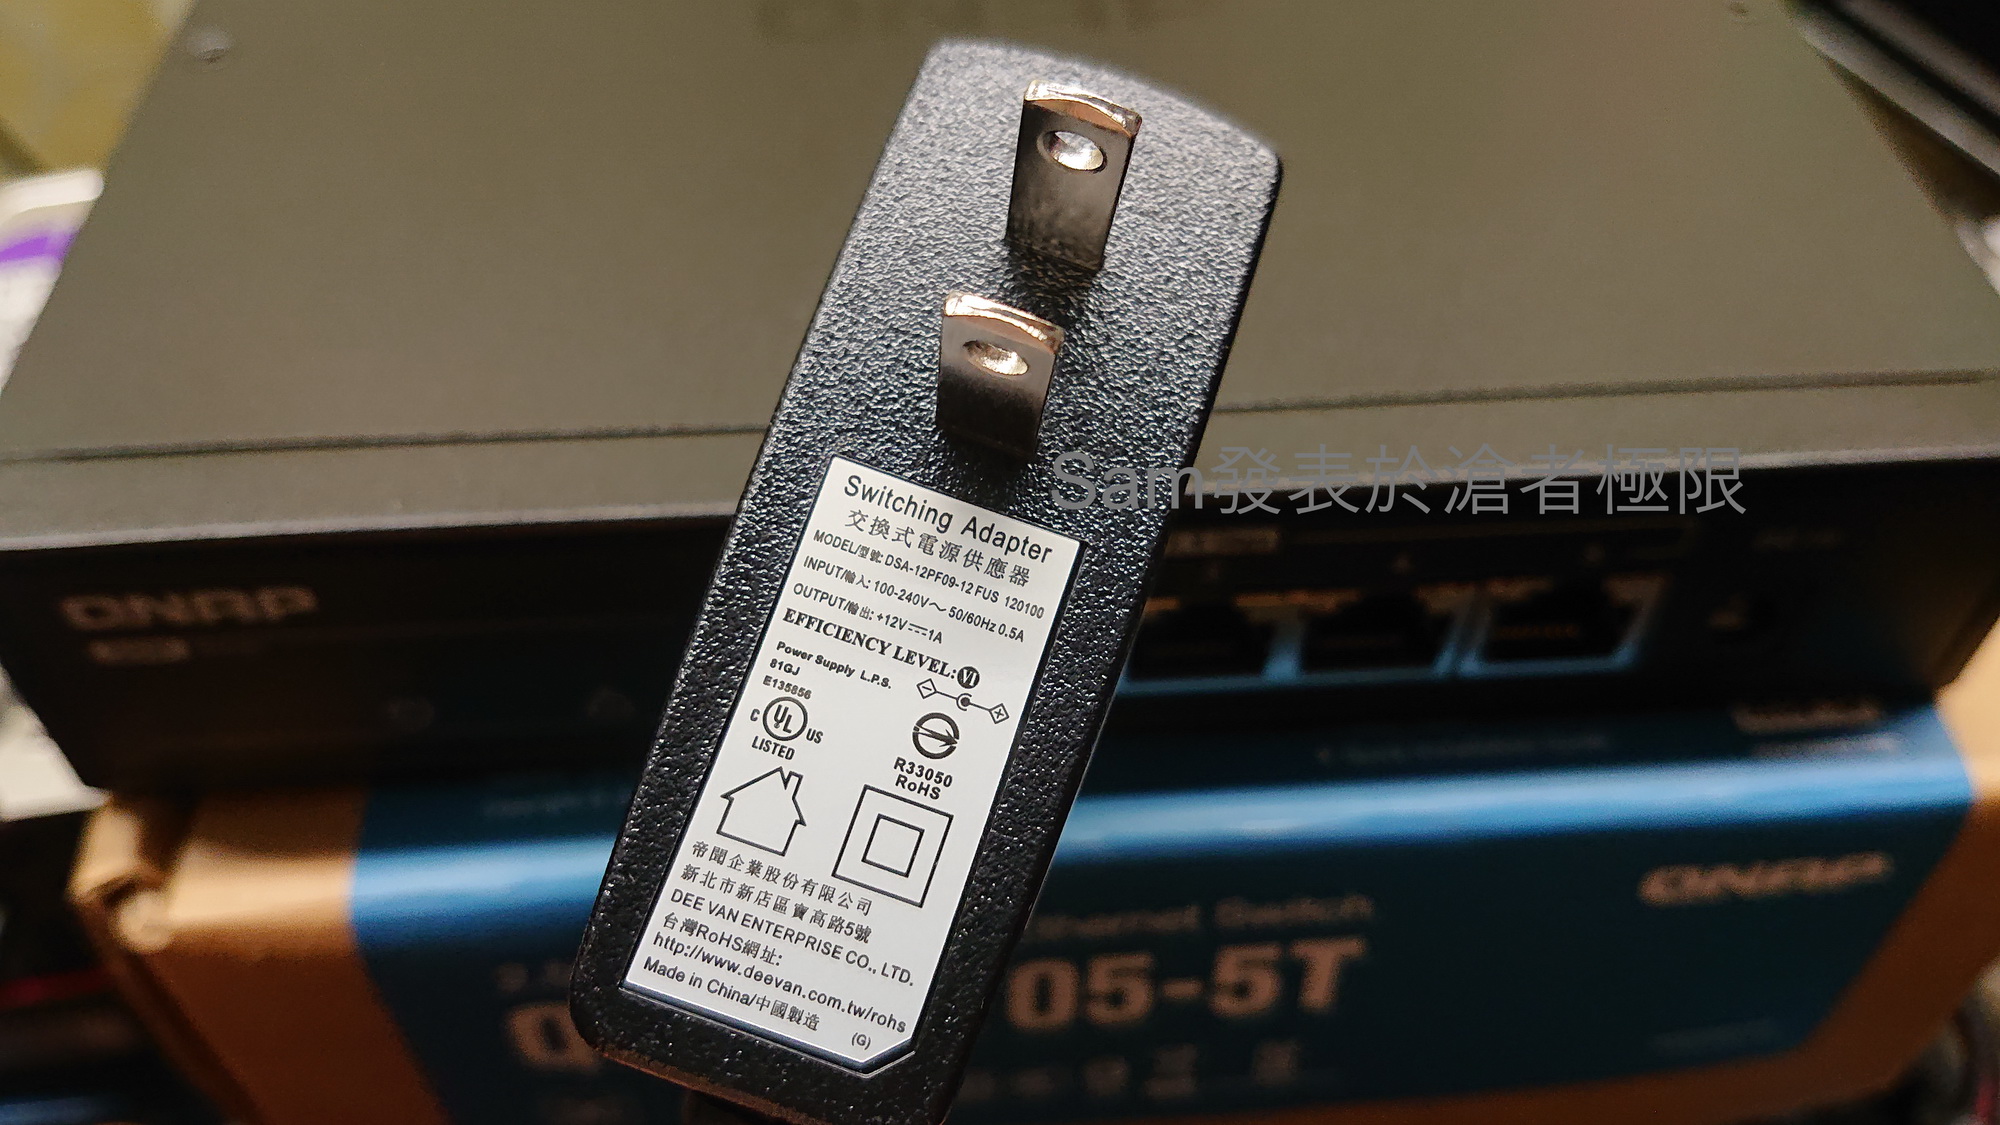 Switching Adapter
交換式電源供應器
MODEL/型號: DSA-12PF09-12 FUS 120100
INPUT/輸入: 100-240V～ 50/60Hz 0.5A
OUTPUT/輸出: +12V⎓1A
EFFICIENCY LEVEL: VI
Power Supply L.P.S.
81GJ
E135856
C UL US
LISTED
R33050
RoHS
帝聞企業股份有限公司
新北市新店區寶高路5號
DEE VAN ENTERPRISE CO., LTD.
台灣RoHS網址:
http://www.deevan.com.tw/rohs
Made in China/中國製造
(G)
Sam發表於滄者極限
QNAP
QNAP
Ethernet Switch
05-5T